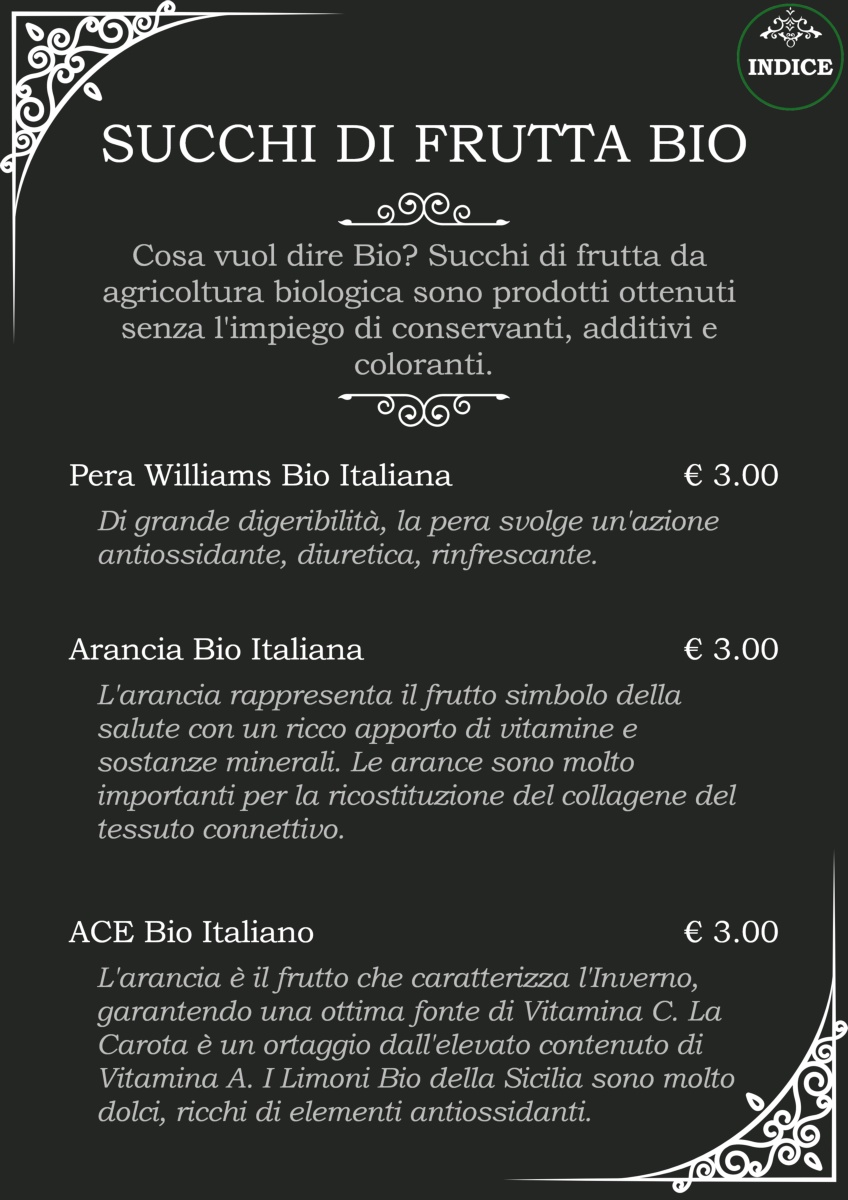 INDICE
SUCCHI DI FRUTTA BIO
Cosa vuol dire Bio? Succhi di frutta da
agricoltura biologica sono prodotti ottenuti
senza l'impiego di conservanti, additivi e
coloranti.
Pera Williams Bio Italiana € 3.00
Di grande digeribilità, la pera svolge un'azione
antiossidante, diuretica, rinfrescante.
Arancia Bio Italiana € 3.00
L'arancia rappresenta il frutto simbolo della
salute con un ricco apporto di vitamine e
sostanze minerali. Le arance sono molto
importanti per la ricostituzione del collagene del
tessuto connettivo.
ACE Bio Italiano € 3.00
L'arancia è il frutto che caratterizza l'Inverno,
garantendo una ottima fonte di Vitamina C. La
Carota è un ortaggio dall'elevato contenuto di
Vitamina A. I Limoni Bio della Sicilia sono molto
dolci, ricchi di elementi antiossidanti.